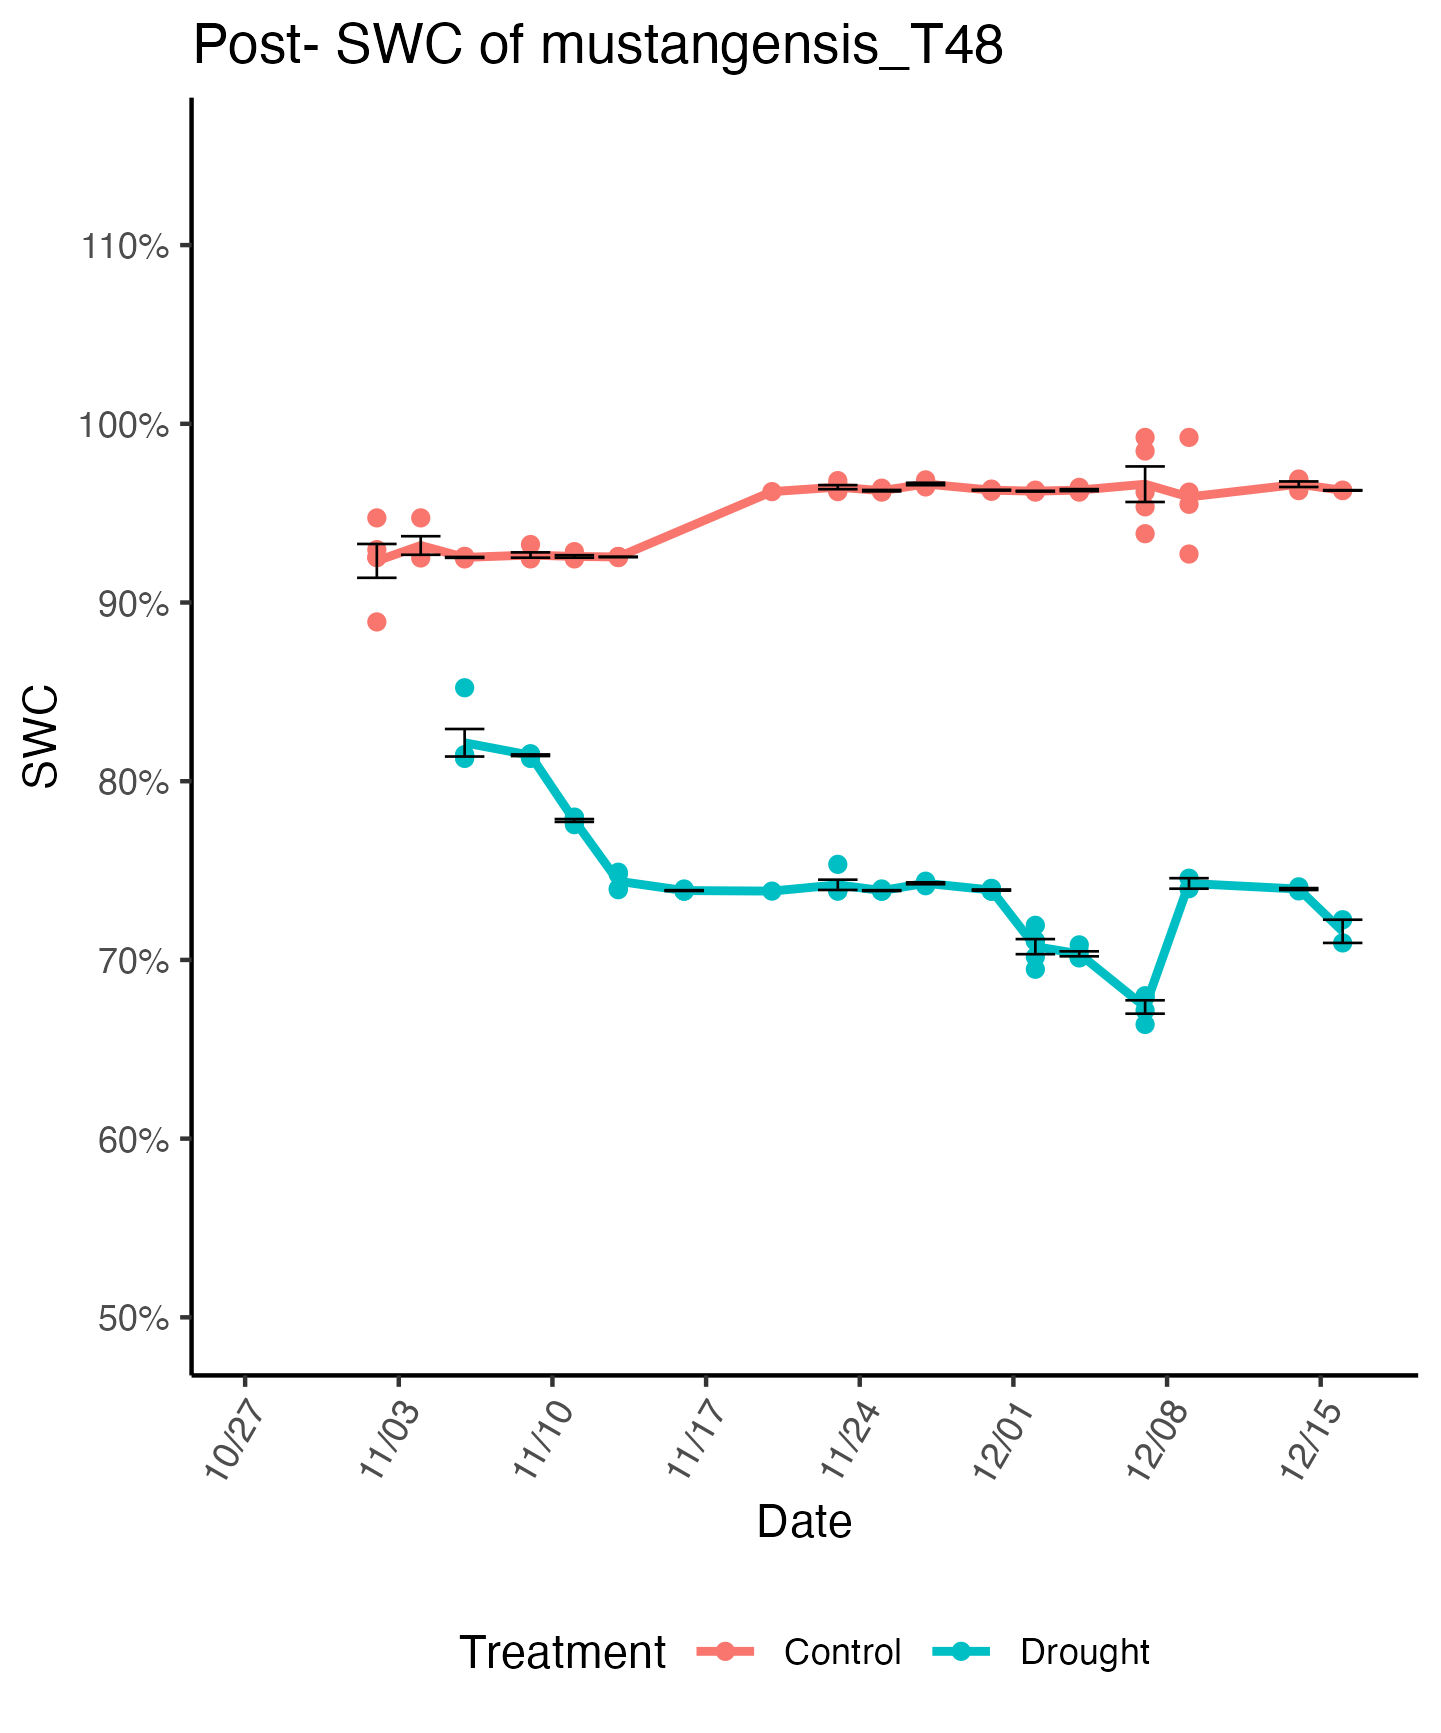 Post- SWC of mustangensis_T48
110%
100%
90%
80%
70%
60%
50%
SWC
10/27 11/03 11/10 11/17 11/24 12/01 12/08 12/15
Date
Treatment Control Drought